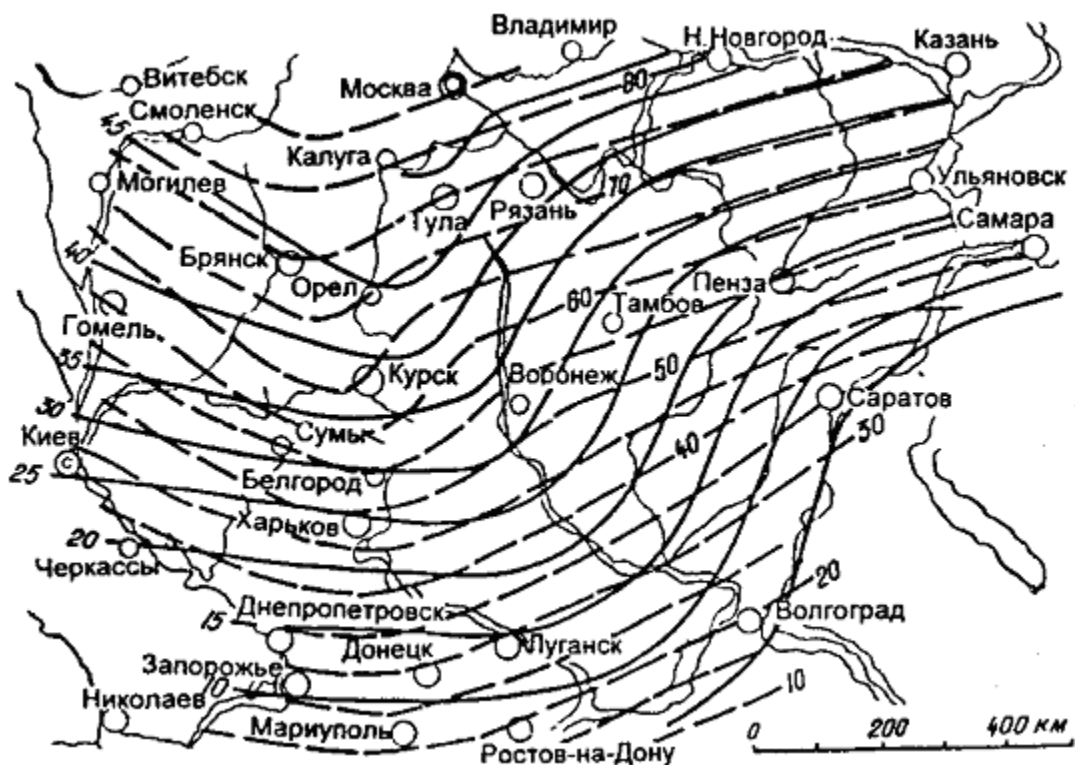 Владимир
Н.Новгород
Казань
Витебск
Москва
80
45
Смоленск
Калуга
Могилев
70
Ульяновск
Тула
Рязань
Самара
40
Брянск
Орел
Пенза
60
Тамбов
Гомель
35
Курск
50
Воронеж
Саратов
30
Сумы
30
Киев
С
40
25
Белгород
Харьков
20
Черкассы
20
15
Днепропетровск
Волгоград
Донецк
Луганск
Запорожье
10
10
Николаев
Мариуполь
0 200 400 км
Ростов-на-Дону